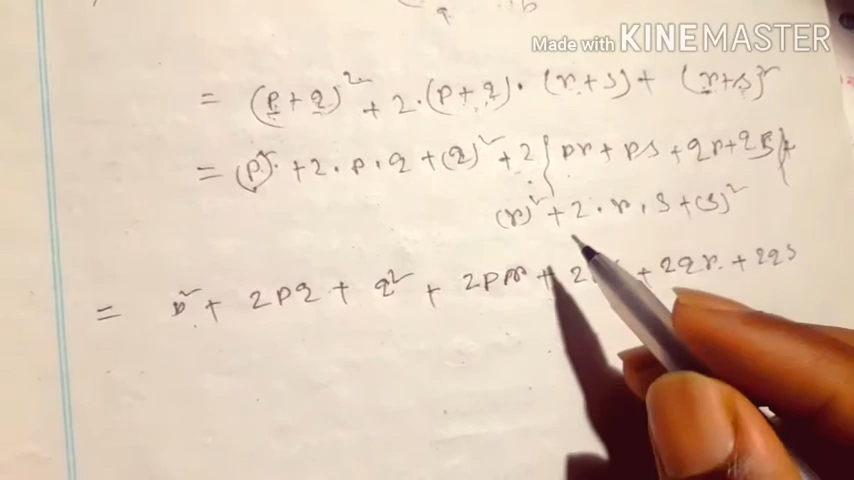 Made with KINEMASTER
= (p+q)² + 2.(p+q).(r+s) + (r+s)²
= (p)² + 2.p.q + (q)² + 2{pr + ps + qr + qs} +
(r)² + 2.r.s + (s)²
= p² + 2pq + q² + 2pr + 2 + 2qr + 2qs